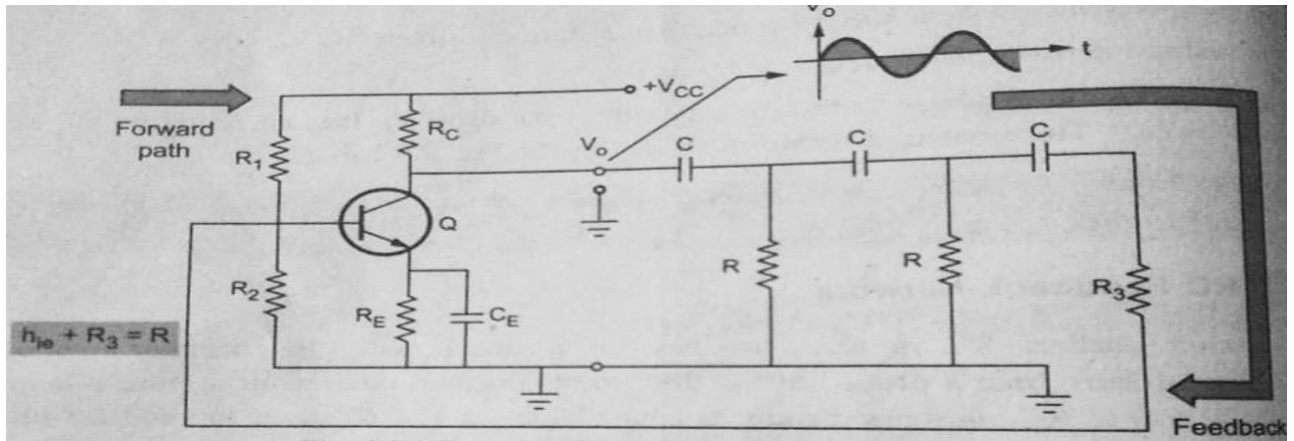 Vo
t
+VCC
Forward
path
R1
RC
Vo
C
C
C
Q
R2
R
R
R3
RE
CE
hie + R3 = R
Feedback